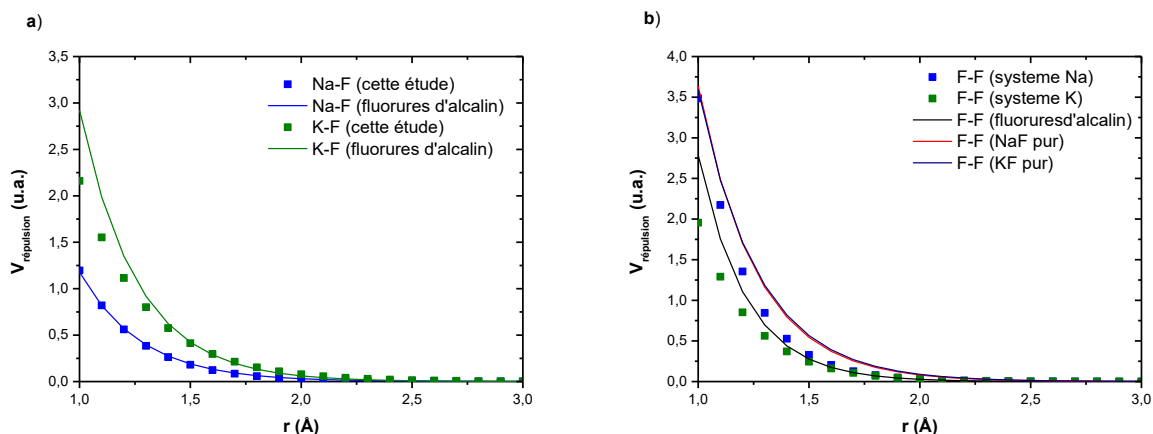 a)
3,5
3,0
2,5
2,0
1,5
1,0
0,5
0,0
V répulsion (u.a.)
Na-F (cette étude)
Na-F (fluorures d'alcalin)
K-F (cette étude)
K-F (fluorures d'alcalin)
1,0 1,5 2,0 2,5 3,0
r (Å)
b)
4,0
3,5
3,0
2,5
2,0
1,5
1,0
0,5
0,0
V répulsion (u.a.)
F-F (systeme Na)
F-F (systeme K)
F-F (fluoruresd'alcalin)
F-F (NaF pur)
F-F (KF pur)
1,0 1,5 2,0 2,5 3,0
r (Å)